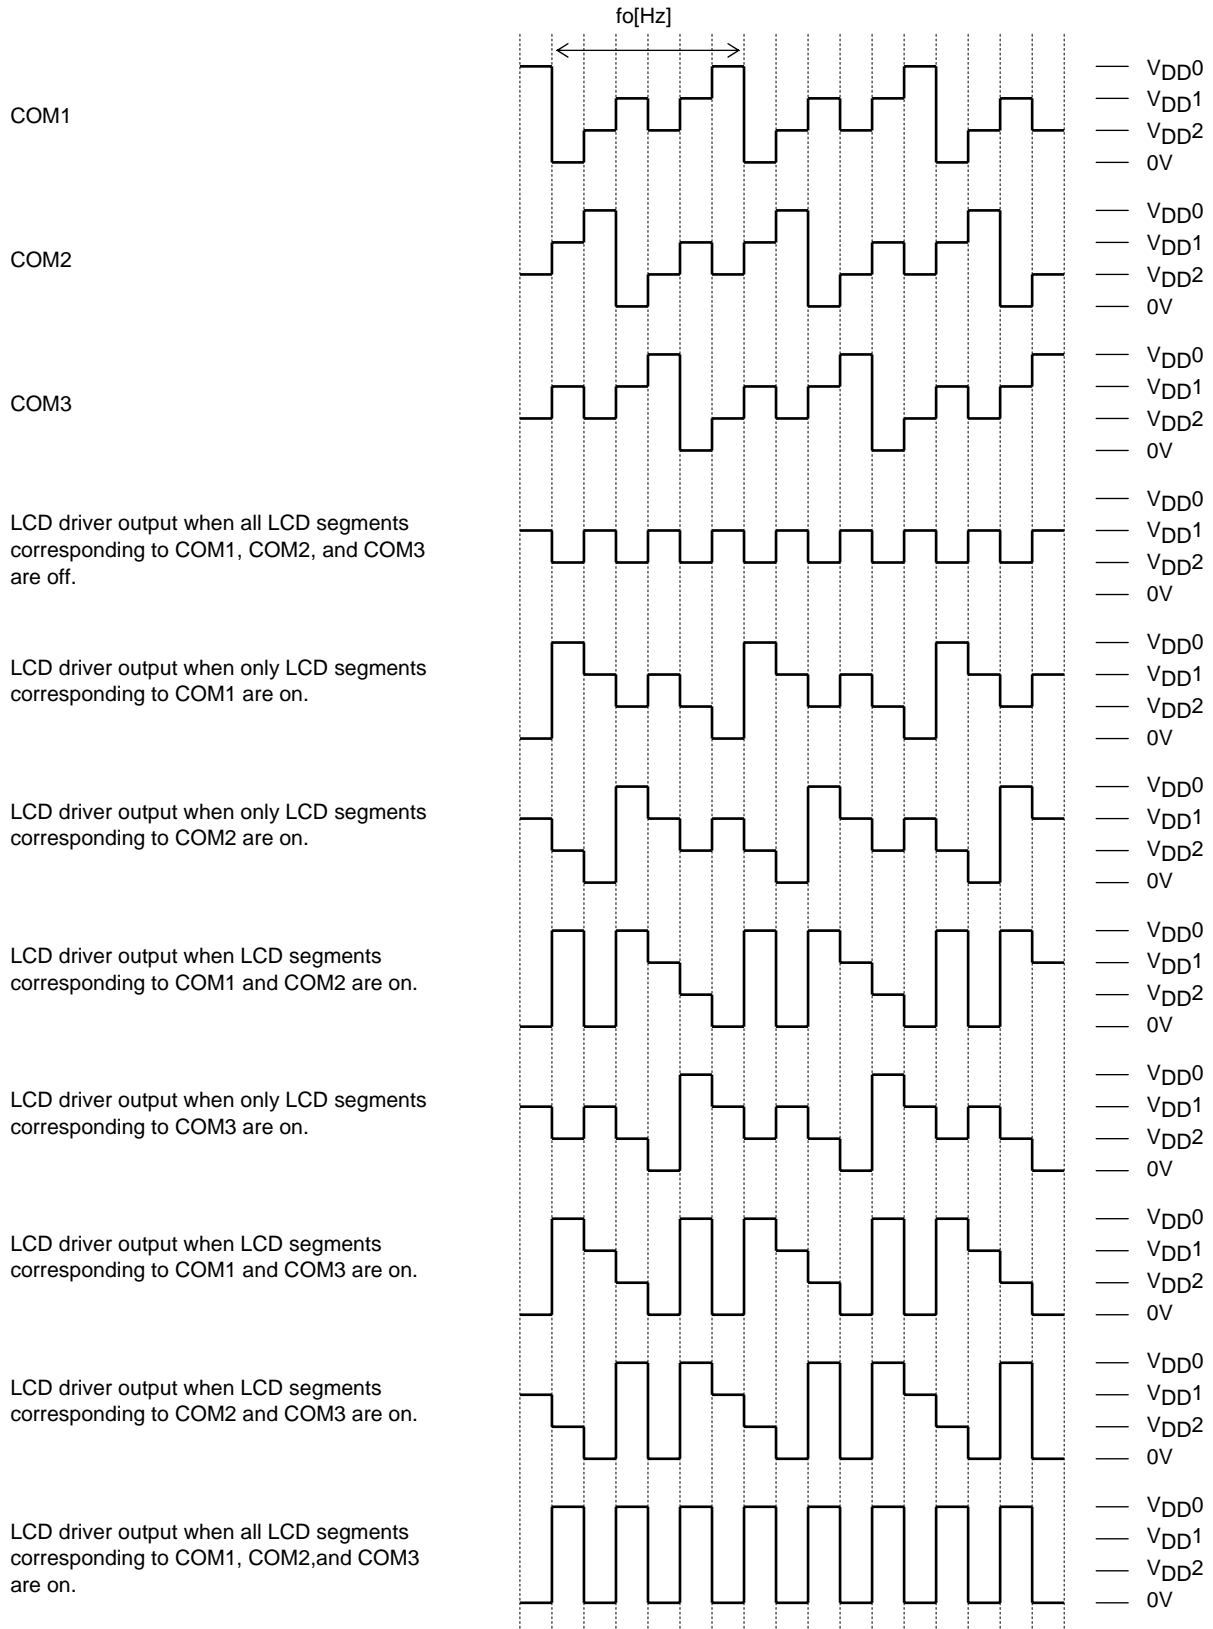 fo[Hz]
COM1
VDD0
VDD1
VDD2
0V
COM2
VDD0
VDD1
VDD2
0V
COM3
VDD0
VDD1
VDD2
0V
LCD driver output when all LCD segments
corresponding to COM1, COM2, and COM3
are off.
VDD0
VDD1
VDD2
0V
LCD driver output when only LCD segments
corresponding to COM1 are on.
VDD0
VDD1
VDD2
0V
LCD driver output when only LCD segments
corresponding to COM2 are on.
VDD0
VDD1
VDD2
0V
LCD driver output when LCD segments
corresponding to COM1 and COM2 are on.
VDD0
VDD1
VDD2
0V
LCD driver output when only LCD segments
corresponding to COM3 are on.
VDD0
VDD1
VDD2
0V
LCD driver output when LCD segments
corresponding to COM1 and COM3 are on.
VDD0
VDD1
VDD2
0V
LCD driver output when LCD segments
corresponding to COM2 and COM3 are on.
VDD0
VDD1
VDD2
0V
LCD driver output when all LCD segments
corresponding to COM1, COM2,and COM3
are on.
VDD0
VDD1
VDD2
0V